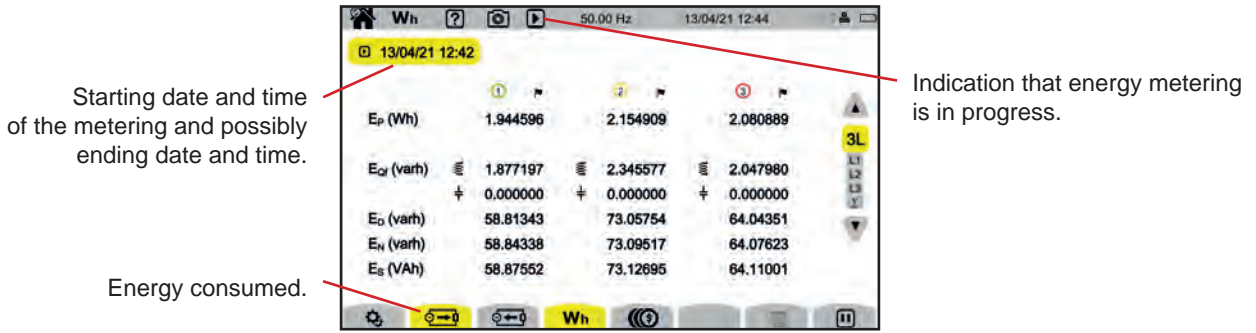 Wh ? 50.00 Hz 13/04/21 12:44
13/04/21 12:42
Starting date and time
of the metering and possibly
ending date and time.
Indication that energy metering
is in progress.
1 2 3
EP (Wh) 1.944596 2.154909 2.080889
3L
EQf (varh) 1.877197 2.345577 2.047980
L1
L2
L3
0.000000 0.000000 0.000000
ED (varh) 58.81343 73.05754 64.04351
EN (varh) 58.84338 73.09517 64.07623
ES (VAh) 58.87552 73.12695 64.11001
Energy consumed.
Wh